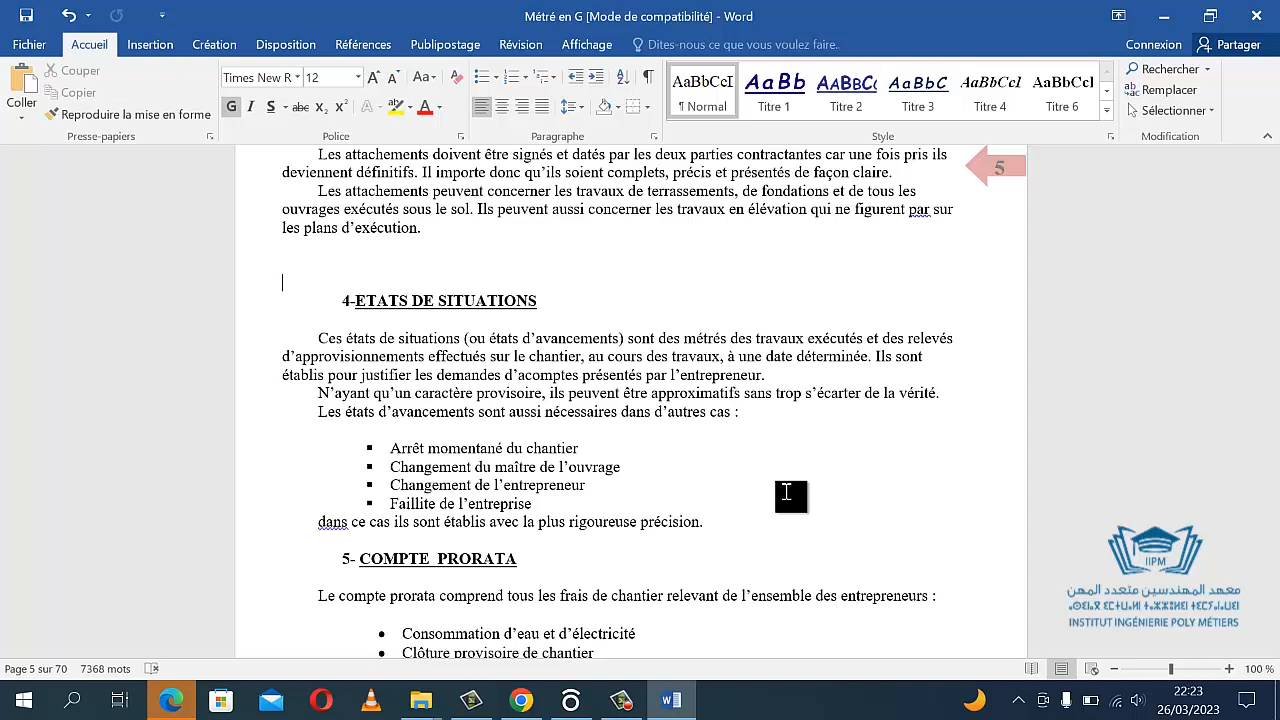 Métré en G [Mode de compatibilité] - Word
Fichier Accueil Insertion Création Disposition Références Publipostage Révision Affichage Dites-nous ce que vous voulez faire.. Connexion Partager
Coller
Couper
Copier
Reproduire la mise en forme
Presse-papiers
Times New R 12
Aa
G I S abc x₂ x² A A
Police
Paragraphe
AaBbCcI AaBb AABBC AaBbC AaBbCcI AaBbCcI
¶ Normal Titre 1 Titre 2 Titre 3 Titre 4 Titre 6
Style
Rechercher
Remplacer
Sélectionner
Modification
Les attachements doivent être signés et datés par les deux parties contractantes car une fois pris ils
deviennent définitifs. Il importe donc qu’ils soient complets, précis et présentés de façon claire.
5
Les attachements peuvent concerner les travaux de terrassements, de fondations et de tous les
ouvrages exécutés sous le sol. Ils peuvent aussi concerner les travaux en élévation qui ne figurent par sur
les plans d’exécution.
4-ETATS DE SITUATIONS
Ces états de situations (ou états d’avancements) sont des métrés des travaux exécutés et des relevés
d’approvisionnements effectués sur le chantier, au cours des travaux, à une date déterminée. Ils sont
établis pour justifier les demandes d’acomptes présentés par l’entrepreneur.
N’ayant qu’un caractère provisoire, ils peuvent être approximatifs sans trop s’écarter de la vérité.
Les états d’avancements sont aussi nécessaires dans d’autres cas :
▪ Arrêt momentané du chantier
▪ Changement du maître de l’ouvrage
▪ Changement de l’entrepreneur
▪ Faillite de l’entreprise
dans ce cas ils sont établis avec la plus rigoureuse précision.
5- COMPTE PRORATA
Le compte prorata comprend tous les frais de chantier relevant de l’ensemble des entrepreneurs :
● Consommation d’eau et d’électricité
● Clôture provisoire de chantier
IIPM
معهد المهندسين متعدد المهن
INSTITUT INGÉNIERIE POLY MÉTIERS
Page 5 sur 70 7368 mots
100 %
22:23
26/03/2023